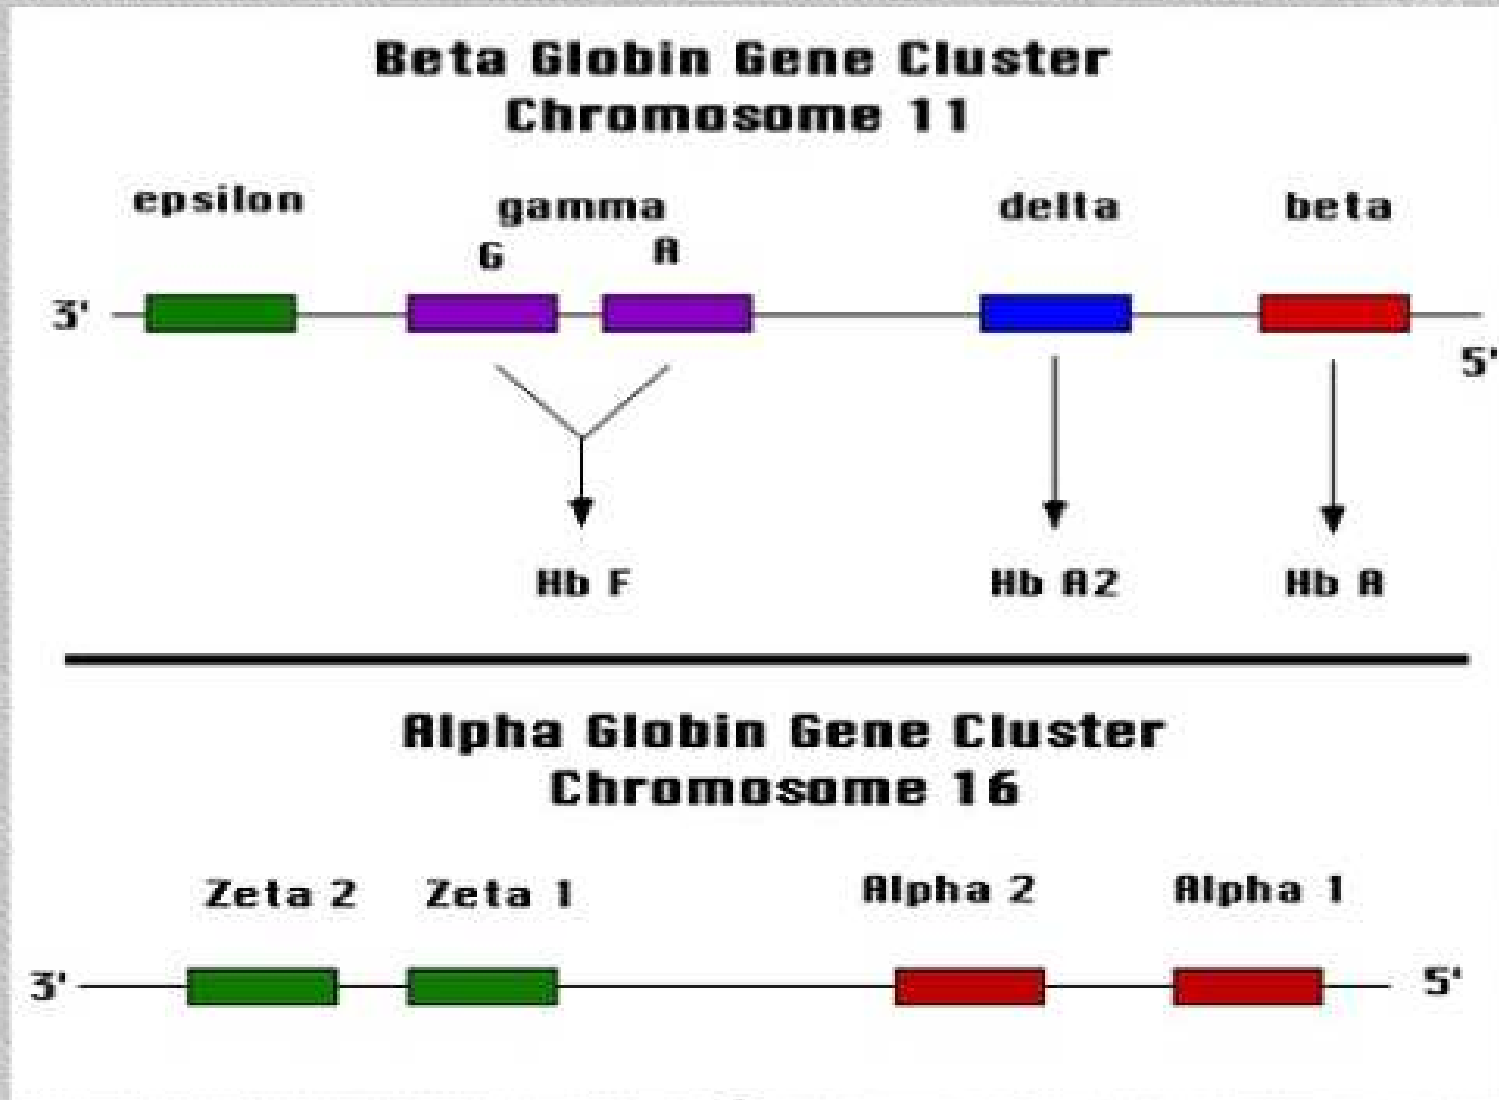 Beta Globin Gene Cluster
Chromosome 11
epsilon gamma delta beta
G A
3'
5'
Hb F Hb A2 Hb A
Alpha Globin Gene Cluster
Chromosome 16
Zeta 2 Zeta 1 Alpha 2 Alpha 1
3' 5'